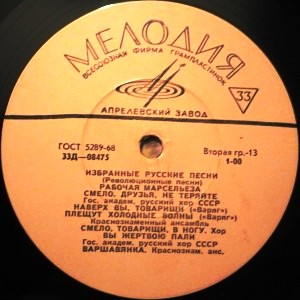 МЕЛОДИЯ
ВСЕСОЮЗНАЯ ФИРМА ГРАМПЛАСТИНОК
33
АПРЕЛЕВСКИЙ ЗАВОД
ГОСТ 5289-68
33Д—08475
Вторая гр.-13
1-00
ИЗБРАННЫЕ РУССКИЕ ПЕСНИ
(Революционные песни)
РАБОЧАЯ МАРСЕЛЬЕЗА
СМЕЛО, ДРУЗЬЯ, НЕ ТЕРЯЙТЕ
Гос. академ. русский хор СССР
НАВЕРХ ВЫ, ТОВАРИЩИ («Варяг»)
ПЛЕЩУТ ХОЛОДНЫЕ ВОЛНЫ («Варяг»)
Краснознаменный ансамбль
СМЕЛО, ТОВАРИЩИ, В НОГУ. Хор
ВЫ ЖЕРТВОЮ ПАЛИ
Гос. академ. русский хор СССР
ВАРШАВЯНКА. Краснознам. анс.